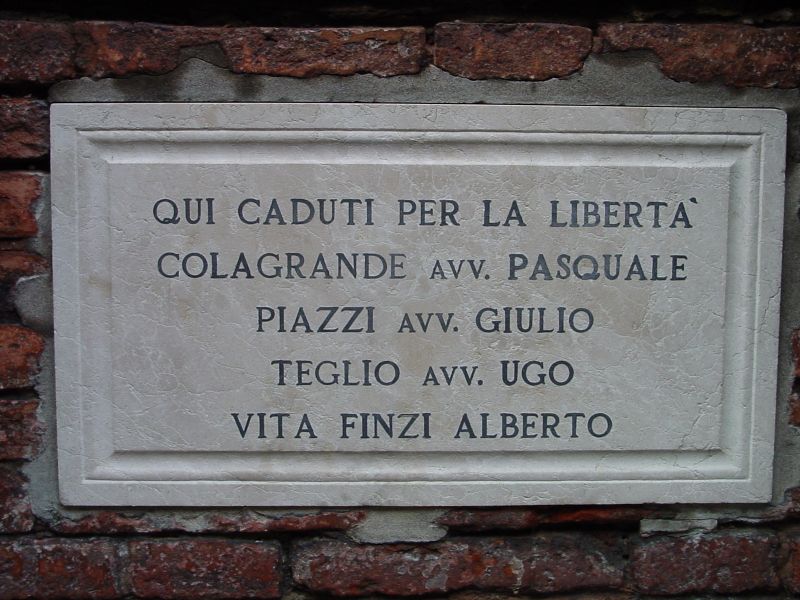 QUI CADUTI PER LA LIBERTA'
COLAGRANDE AVV. PASQUALE
PIAZZI AVV. GIULIO
TEGLIO AVV. UGO
VITA FINZI ALBERTO